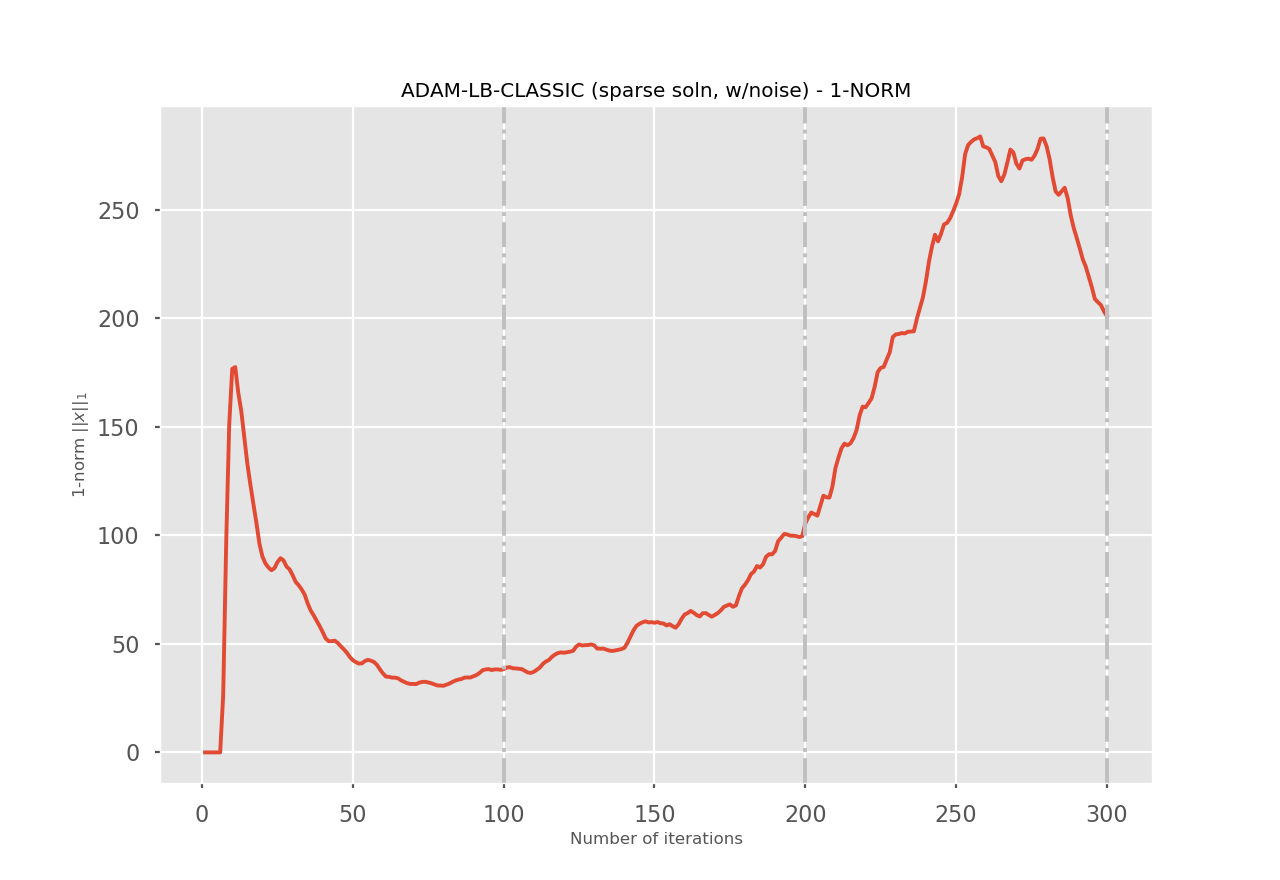 ADAM-LB-CLASSIC (sparse soln, w/noise) - 1-NORM
1-norm ||x||₁
250
200
150
100
50
0
0 50 100 150 200 250 300
Number of iterations